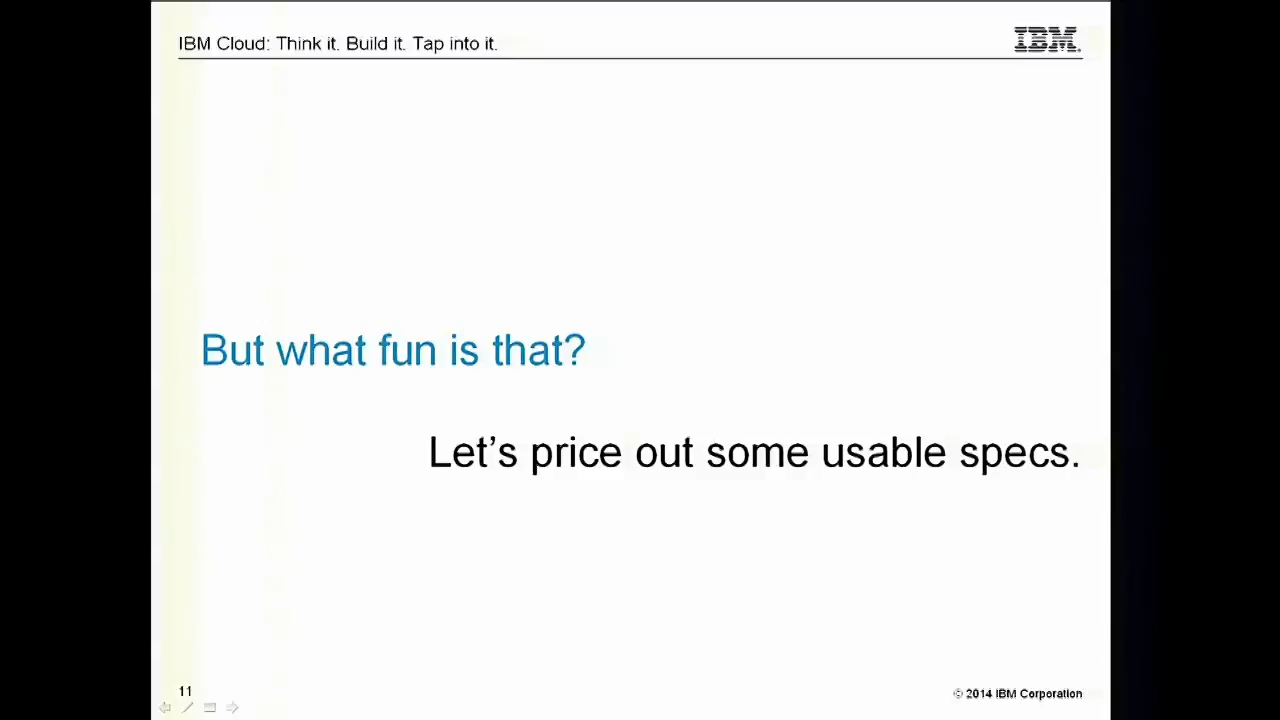 IBM Cloud: Think it. Build it. Tap into it.
IBM.
But what fun is that?
Let’s price out some usable specs.
11
© 2014 IBM Corporation